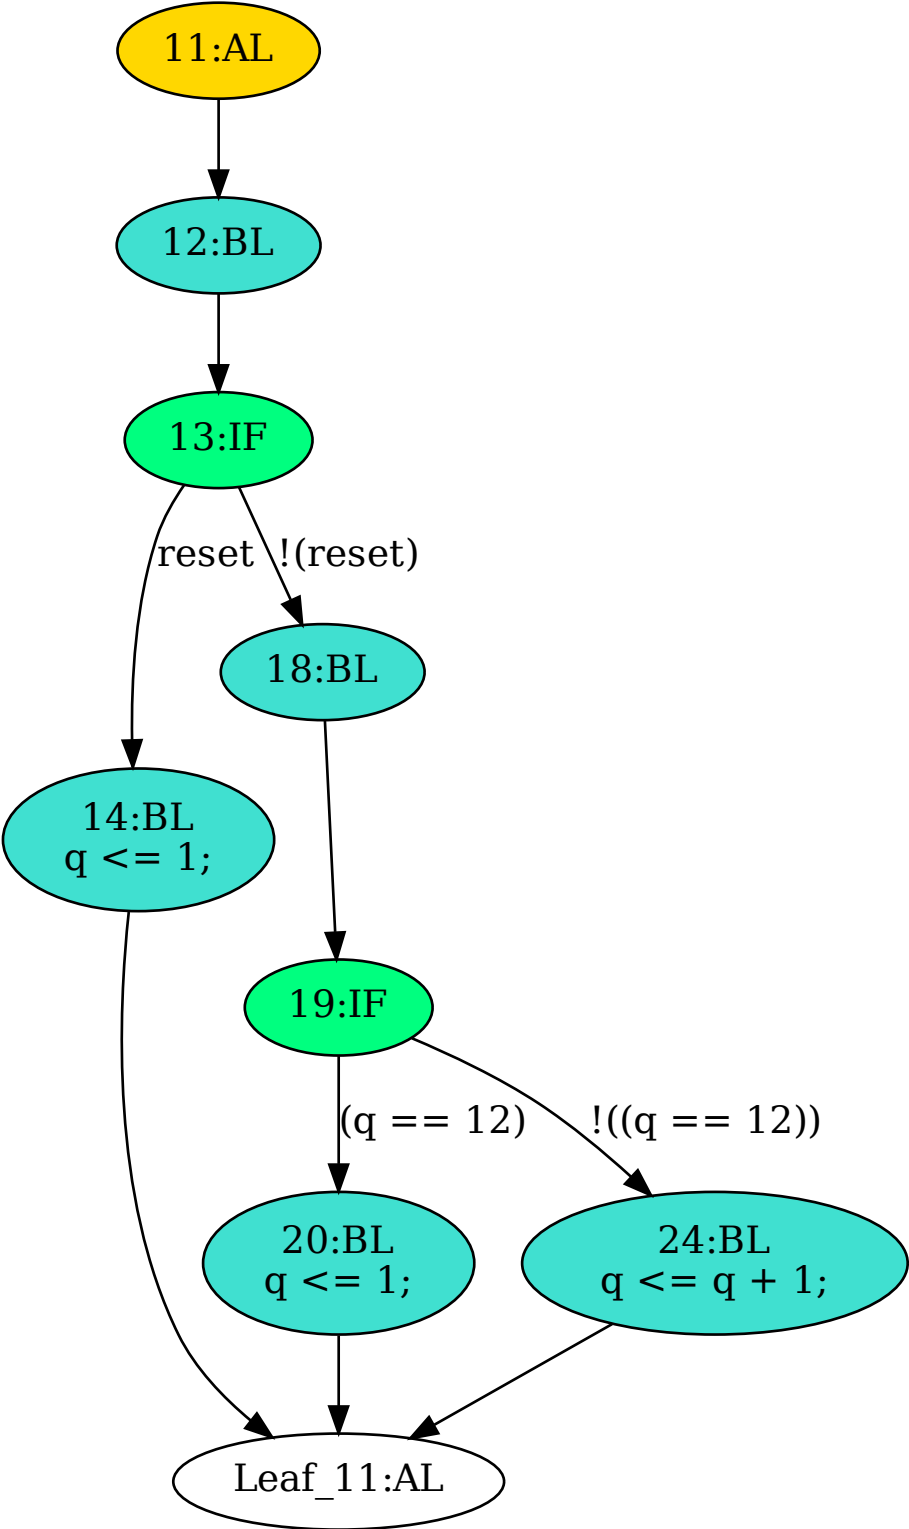 11:AL
12:BL
13:IF
reset
!(reset)
18:BL
14:BL
q <= 1;
19:IF
(q == 12)
!((q == 12))
20:BL
q <= 1;
24:BL
q <= q + 1;
Leaf_11:AL